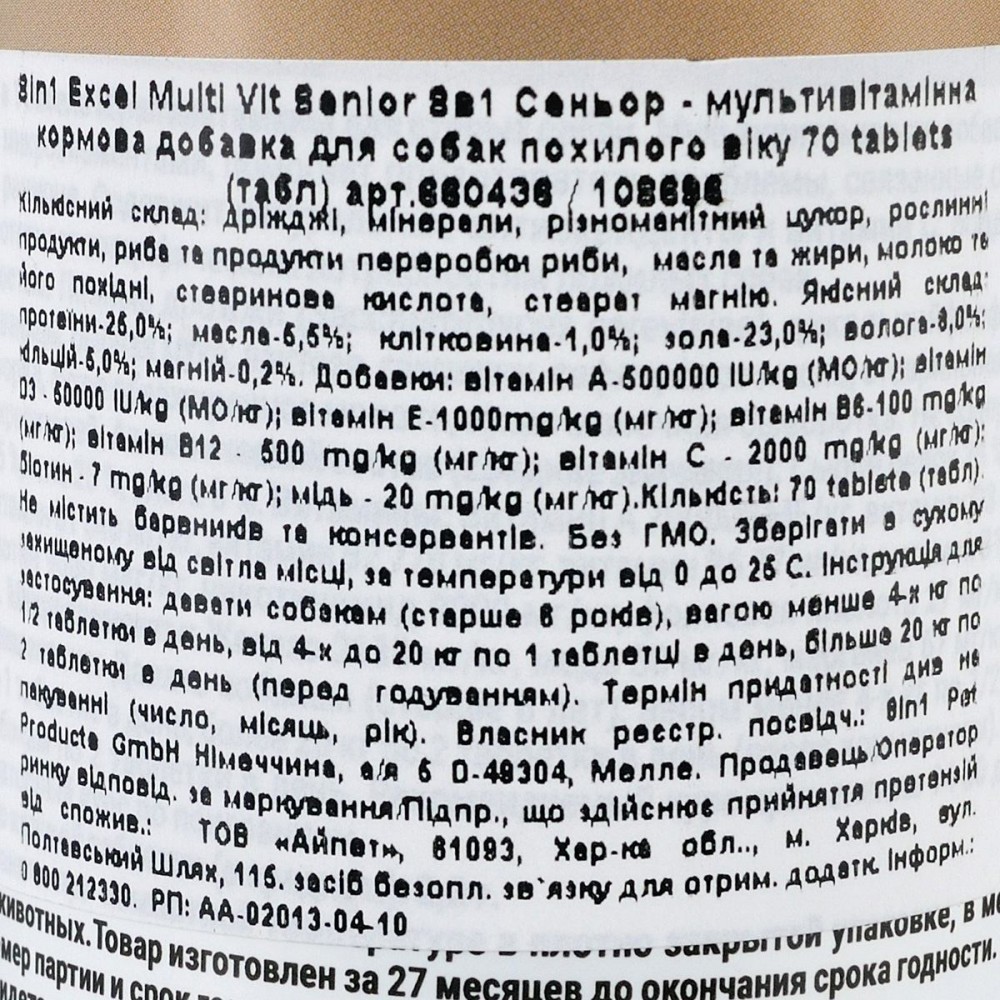 8in1 Excel Multi Vit Senior 8в1 Сеньор - мультивітамінна
кормова добавка для собак похилого віку 70 tablets
(табл) арт.660436 / 108696
Кількісний склад: дріжджі, мінерали, різноманітний цукор, рослинні
продукти, риба та продукти переробки риби, масла та жири, молоко та
його похідні, стеаринова кислота, стеарат магнію. Якісний склад:
протеїни-26,0%; масла-5,5%; клітковина-1,0%; зола-23,0%; волога-8,0%;
кальцій-5,0%; магній-0,2%. Добавки: вітамін А-500000 IU/kg (МО/кг); вітамін
D3 - 50000 IU/kg (МО/кг); вітамін Е-1000mg/kg (мг/кг); вітамін В6-100 mg/kg
(мг/кг); вітамін В12 500 mg/kg (мг/кг); вітамін С - 2000 mg/kg (мг/кг);
Біотин - 7 mg/kg (мг/кг); мідь - 20 mg/kg (мг/кг).Кількість: 70 tablets (табл).
Не містить барвників та консервантів. Без ГМО. Зберігати в сухому
захищеному від світла місці, за температури від 0 до 25 С. Інструкція для
застосування: давати собакам (старше 6 років), вагою менше 4-х кг по
1/2 таблетки в день, від 4-х до 20 кг по 1 таблетці в день, більше 20 кг по
2 таблетки в день (перед годуванням). Термін придатності див на
пакуванні (число, місяць, рік). Власник реєстр. посвідч.: 8in1 Pet
Products GmbH Німеччина, а/я 6 D-49304, Мелле. Продавець/Оператор
ринку відповід. за маркування/Підпр., що здійснює прийняття претензій
від спожив.: ТОВ «Айпет», 61093, Хар-ка обл.., м. Харків, вул.
Полтавський Шлях, 115. засіб безопл. зв`язку для отрим. додатк. інформ.:
0 800 212330. РП: АА-02013-04-10
закрытой упаковке, в
животных. Товар изготовлен за 27 месяцев до окончания срока годности.
мер партии и срок